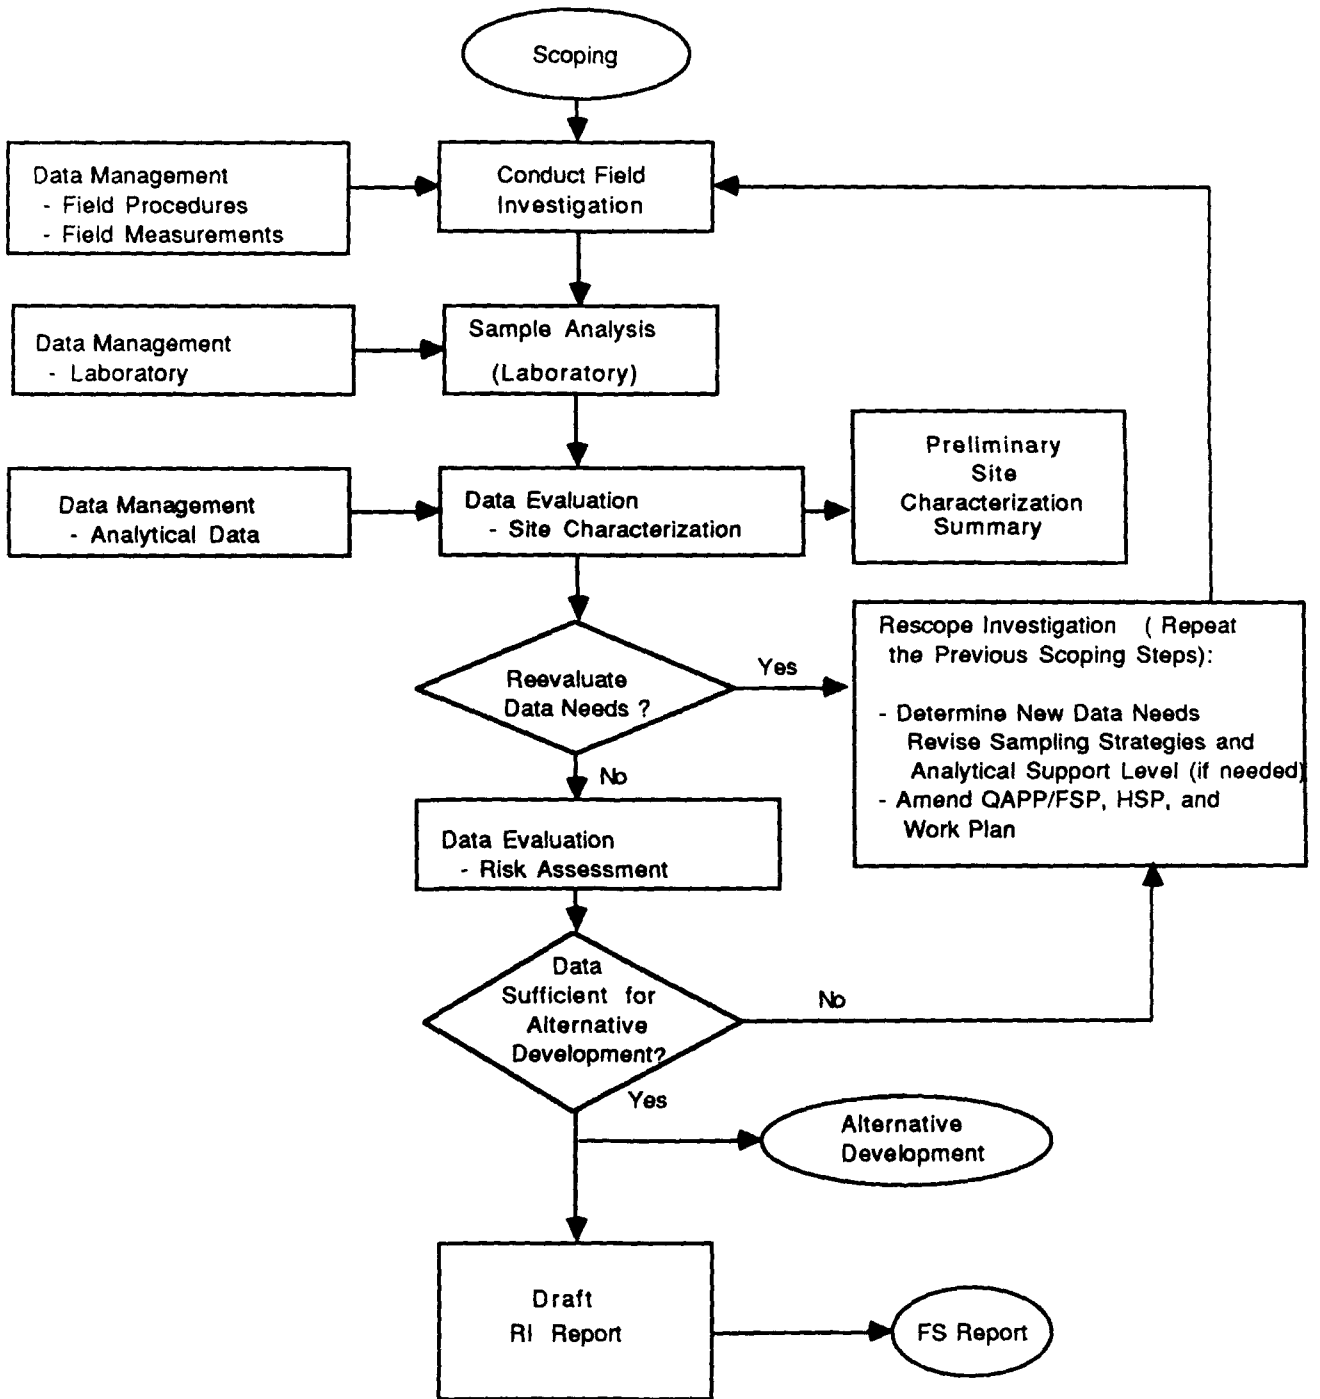 Scoping
Data Management
- Field Procedures
- Field Measurements
Conduct Field
Investigation
Data Management
- Laboratory
Sample Analysis
(Laboratory)
Data Management
- Analytical Data
Data Evaluation
- Site Characterization
Preliminary
Site
Characterization
Summary
Reevaluate
Data Needs ?
Yes
No
Rescope Investigation ( Repeat
the Previous Scoping Steps):
- Determine New Data Needs
Revise Sampling Strategies and
Analytical Support Level (if needed)
- Amend QAPP/FSP, HSP, and
Work Plan
Data Evaluation
- Risk Assessment
Data
Sufficient for
Alternative
Development?
No
Yes
Alternative
Development
Draft
RI Report
FS Report